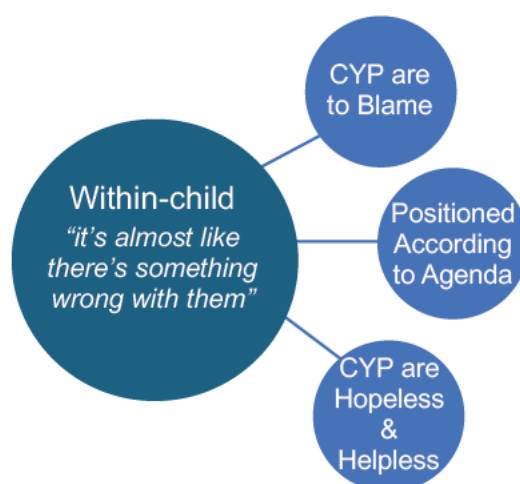 CYP are
to Blame
Within-child
“it’s almost like
there’s something
wrong with them”
Positioned
According
to Agenda
CYP are
Hopeless
&
Helpless